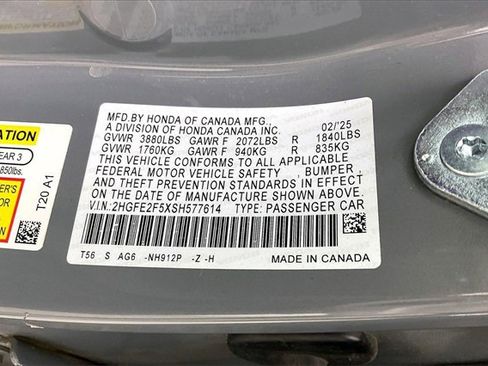 MFD.BY HONDA OF CANADA MFG.,
A DIVISION OF HONDA CANADA INC. 02/'25
GVWR 3880LBS GAWR F 2072LBS R 1840LBS
GVWR 1760KG GAWR F 940KG R 835KG
THIS VEHICLE CONFORMS TO ALL APPLICABLE
FEDERAL MOTOR VEHICLE SAFETY , BUMPER ,
AND THEFT PREVENTION STANDARDS IN EFFECT
ON THE DATE OF MANUFACTURE SHOWN ABOVE.
V.I.N.:2HGFE2F5XSH577614 TYPE: PASSENGER CAR
T56 S AG6 -NH912P -Z -H MADE IN CANADA
EAR 3
850lbs.
T20 A1